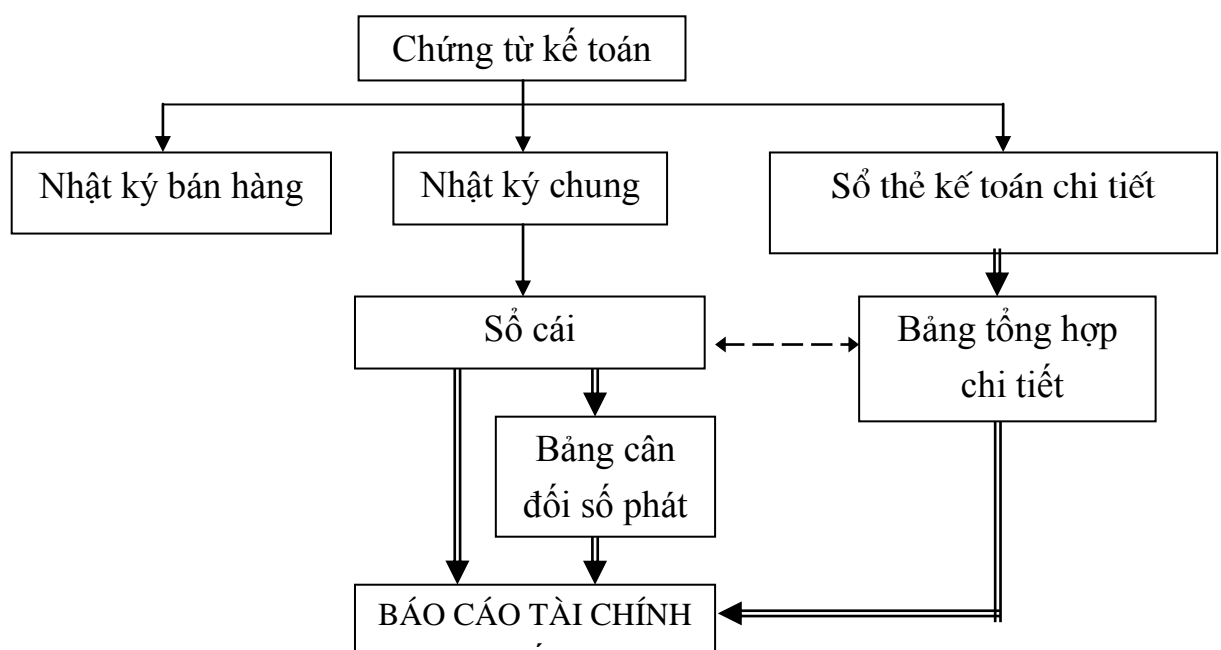 Chứng từ kế toán
Nhật ký bán hàng
Nhật ký chung
Sổ thẻ kế toán chi tiết
Sổ cái
Bảng tổng hợp
chi tiết
Bảng cân
đối số phát
BÁO CÁO TÀI CHÍNH